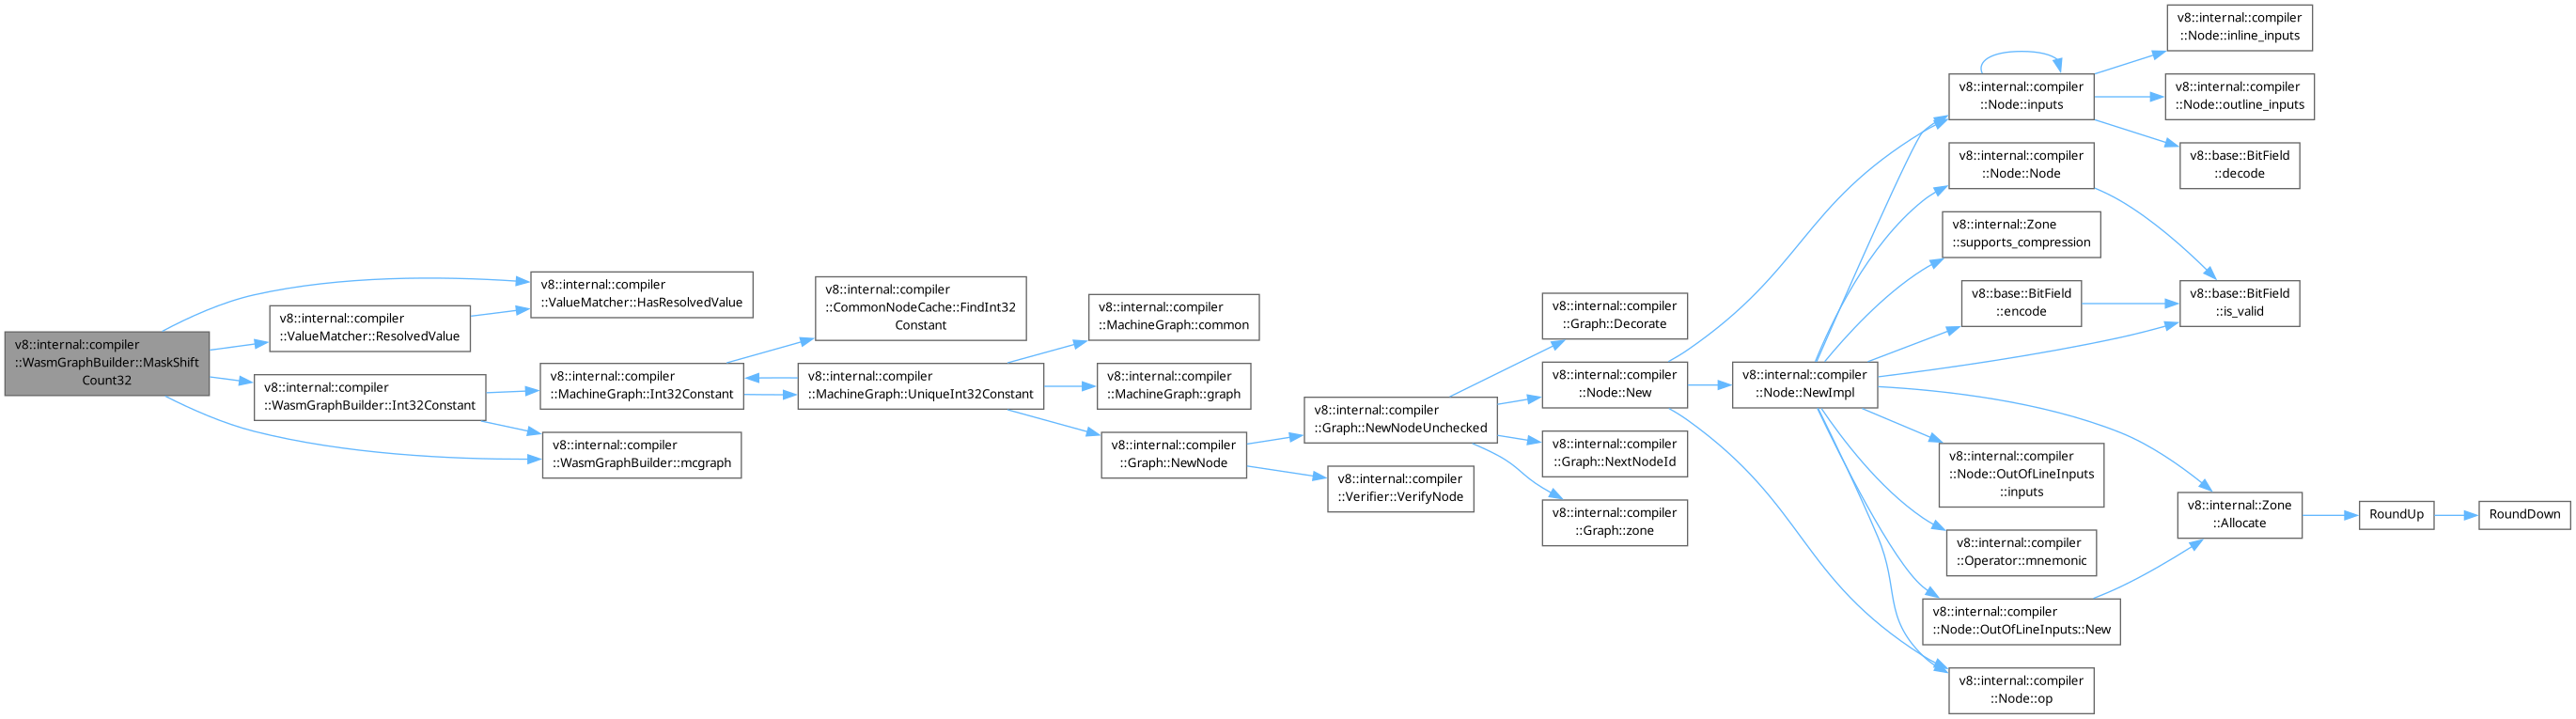 v8::internal::compiler
::WasmGraphBuilder::MaskShift
Count32
v8::internal::compiler
::ValueMatcher::ResolvedValue
v8::internal::compiler
::WasmGraphBuilder::Int32Constant
v8::internal::compiler
::ValueMatcher::HasResolvedValue
v8::internal::compiler
::MachineGraph::Int32Constant
v8::internal::compiler
::WasmGraphBuilder::mcgraph
v8::internal::compiler
::CommonNodeCache::FindInt32
Constant
v8::internal::compiler
::MachineGraph::UniqueInt32Constant
v8::internal::compiler
::MachineGraph::common
v8::internal::compiler
::MachineGraph::graph
v8::internal::compiler
::Graph::NewNode
v8::internal::compiler
::Graph::NewNodeUnchecked
v8::internal::compiler
::Verifier::VerifyNode
v8::internal::compiler
::Graph::Decorate
v8::internal::compiler
::Node::New
v8::internal::compiler
::Graph::NextNodeId
v8::internal::compiler
::Graph::zone
v8::internal::compiler
::Node::NewImpl
v8::internal::compiler
::Node::inputs
v8::internal::compiler
::Node::Node
v8::internal::Zone
::supports_compression
v8::base::BitField
::encode
v8::internal::compiler
::Node::OutOfLineInputs
::inputs
v8::internal::compiler
::Operator::mnemonic
v8::internal::compiler
::Node::OutOfLineInputs::New
v8::internal::compiler
::Node::op
v8::internal::compiler
::Node::inline_inputs
v8::internal::compiler
::Node::outline_inputs
v8::base::BitField
::decode
v8::base::BitField
::is_valid
v8::internal::Zone
::Allocate
RoundUp
RoundDown